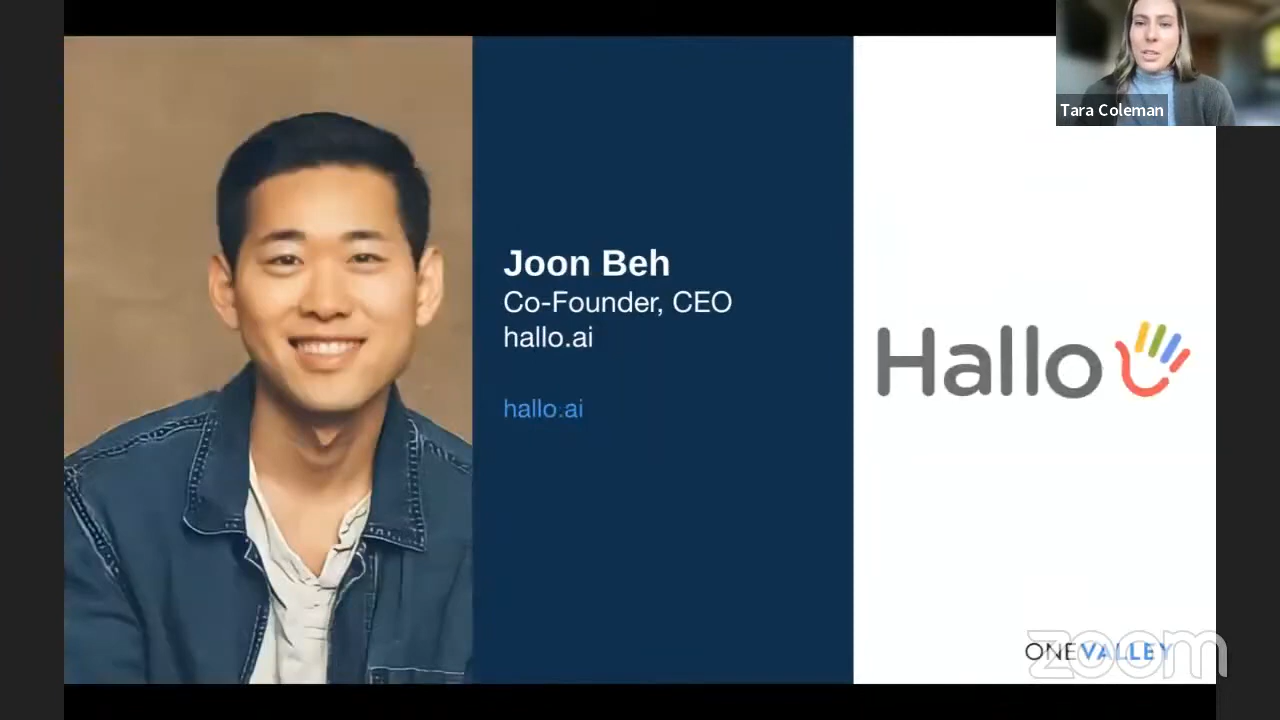 Tara Coleman
Joon Beh
Co-Founder, CEO
hallo.ai
hallo.ai
Hallo
ONEVALLEY
zoom